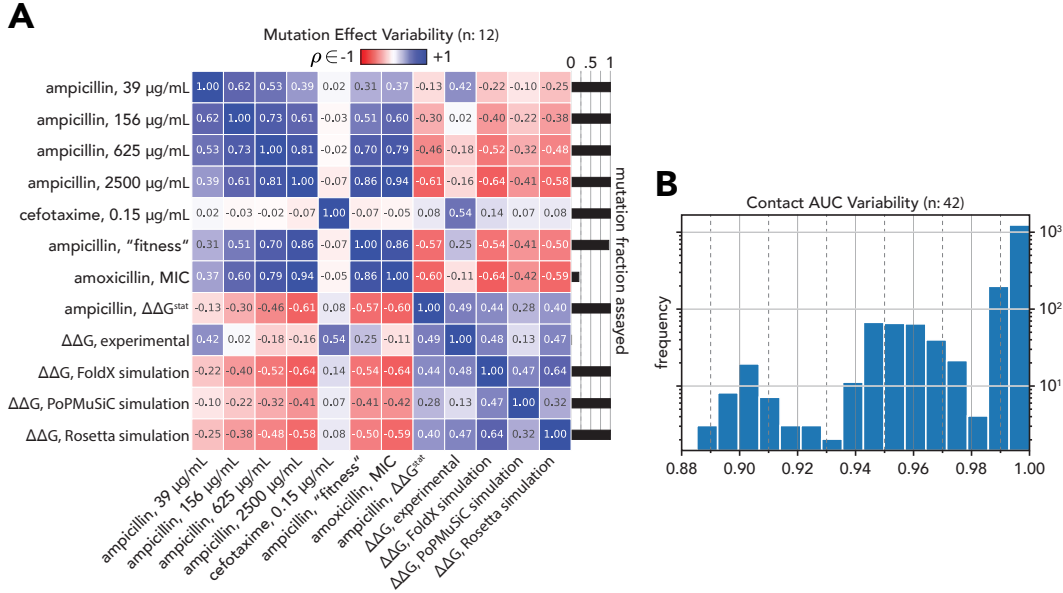 A
Mutation Effect Variability (n: 12)
ρ ∈ -1 +1
0 .5 1
ampicillin, 39 µg/mL 1.00 0.62 0.53 0.39 0.02 0.31 0.37 -0.13 0.42 -0.22 -0.10 -0.25
ampicillin, 156 µg/mL 0.62 1.00 0.73 0.61 -0.03 0.51 0.60 -0.30 0.02 -0.40 -0.22 -0.38
ampicillin, 625 µg/mL 0.53 0.73 1.00 0.81 -0.02 0.70 0.79 -0.46 -0.18 -0.52 -0.32 -0.48
ampicillin, 2500 µg/mL 0.39 0.61 0.81 1.00 -0.07 0.86 0.94 -0.61 -0.16 -0.64 -0.41 -0.58
cefotaxime, 0.15 µg/mL 0.02 -0.03 -0.02 -0.07 1.00 -0.07 -0.05 0.08 0.54 0.14 0.07 0.08
ampicillin, “fitness“ 0.31 0.51 0.70 0.86 -0.07 1.00 0.86 -0.57 0.25 -0.54 -0.41 -0.50
amoxicillin, MIC 0.37 0.60 0.79 0.94 -0.05 0.86 1.00 -0.60 -0.11 -0.64 -0.42 -0.59
ampicillin, ΔΔGstat -0.13 -0.30 -0.46 -0.61 0.08 -0.57 -0.60 1.00 0.49 0.44 0.28 0.40
ΔΔG, experimental 0.42 0.02 -0.18 -0.16 0.54 0.25 -0.11 0.49 1.00 0.48 0.13 0.47
ΔΔG, FoldX simulation -0.22 -0.40 -0.52 -0.64 0.14 -0.54 -0.64 0.44 0.48 1.00 0.47 0.64
ΔΔG, PoPMuSiC simulation -0.10 -0.22 -0.32 -0.41 0.07 -0.41 -0.42 0.28 0.13 0.47 1.00 0.32
ΔΔG, Rosetta simulation -0.25 -0.38 -0.48 -0.58 0.08 -0.50 -0.59 0.40 0.47 0.64 0.32 1.00
mutation fraction assayed
ampicillin, 39 µg/mL
ampicillin, 156 µg/mL
ampicillin, 625 µg/mL
ampicillin, 2500 µg/mL
cefotaxime, 0.15 µg/mL
ampicillin, “fitness“
amoxicillin, MIC
ampicillin, ΔΔGstat
ΔΔG, experimental
ΔΔG, FoldX simulation
ΔΔG, PoPMuSiC simulation
ΔΔG, Rosetta simulation
B
Contact AUC Variability (n: 42)
frequency
10^3
10^2
10^1
0.88 0.90 0.92 0.94 0.96 0.98 1.00